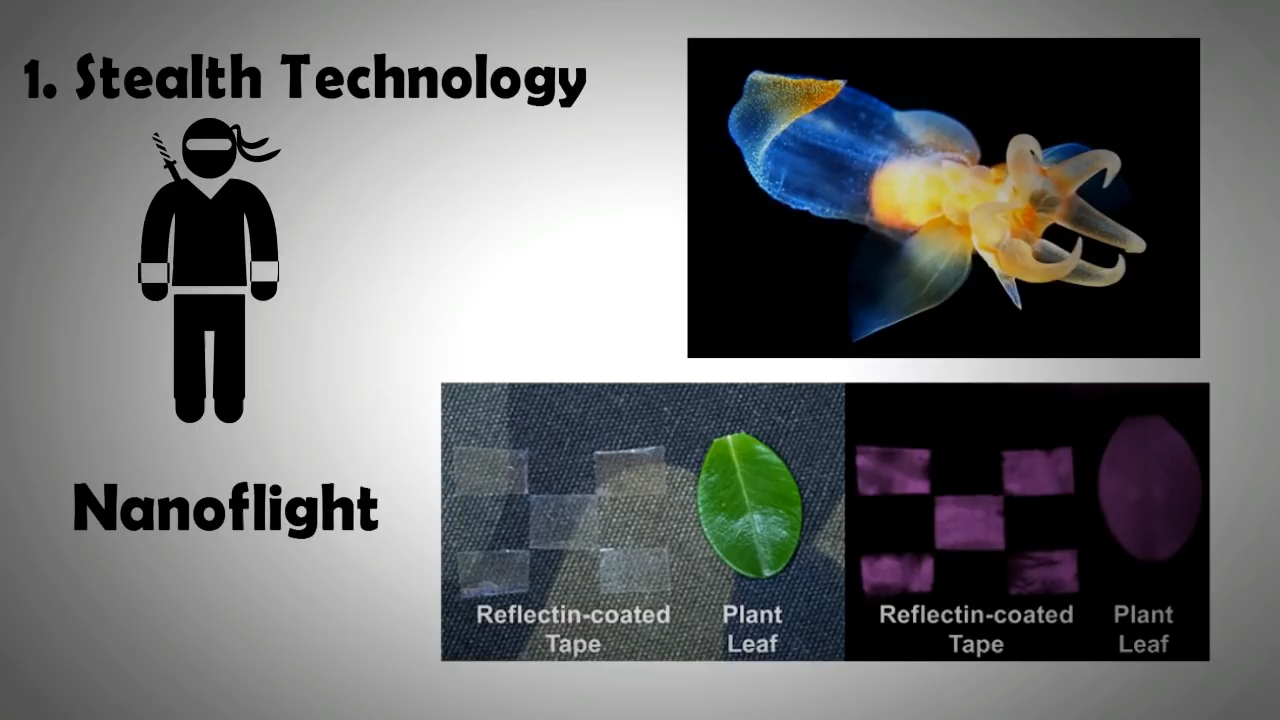 1. Stealth Technology
Nanoflight
Reflectin-coated
Tape
Plant
Leaf
Reflectin-coated
Tape
Plant
Leaf